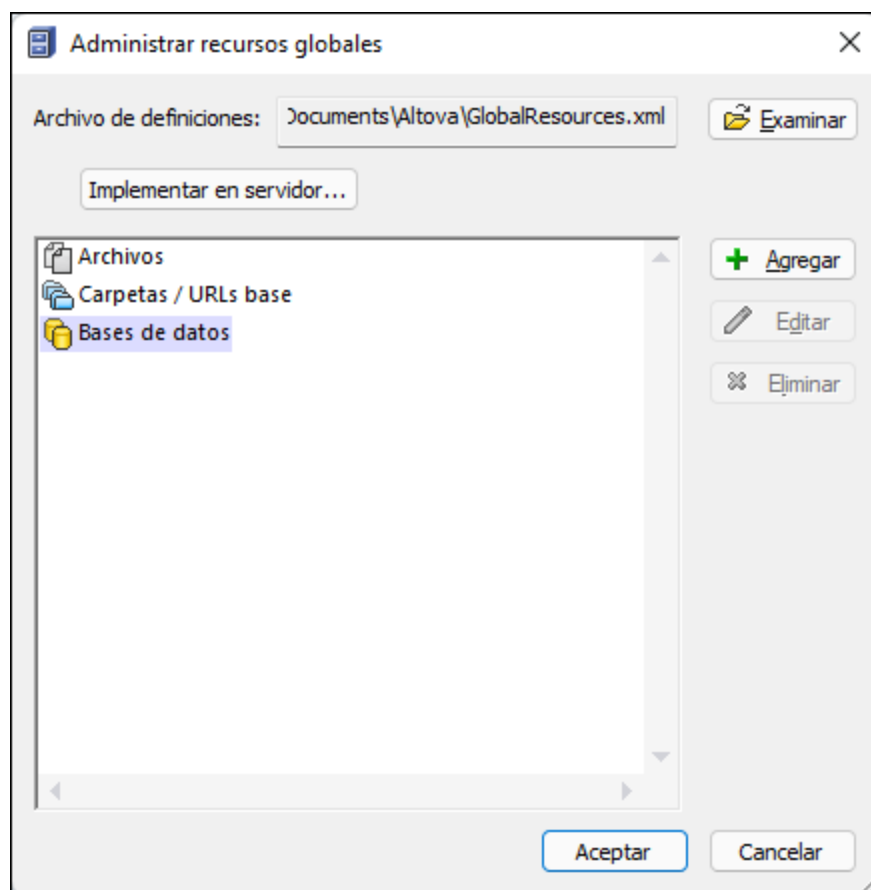 Administrar recursos globales
Archivo de definiciones:
Documents\Altova\GlobalResources.xml
Examinar
Implementar en servidor...
Archivos
Carpetas / URLs base
Bases de datos
Agregar
Editar
Eliminar
Aceptar
Cancelar